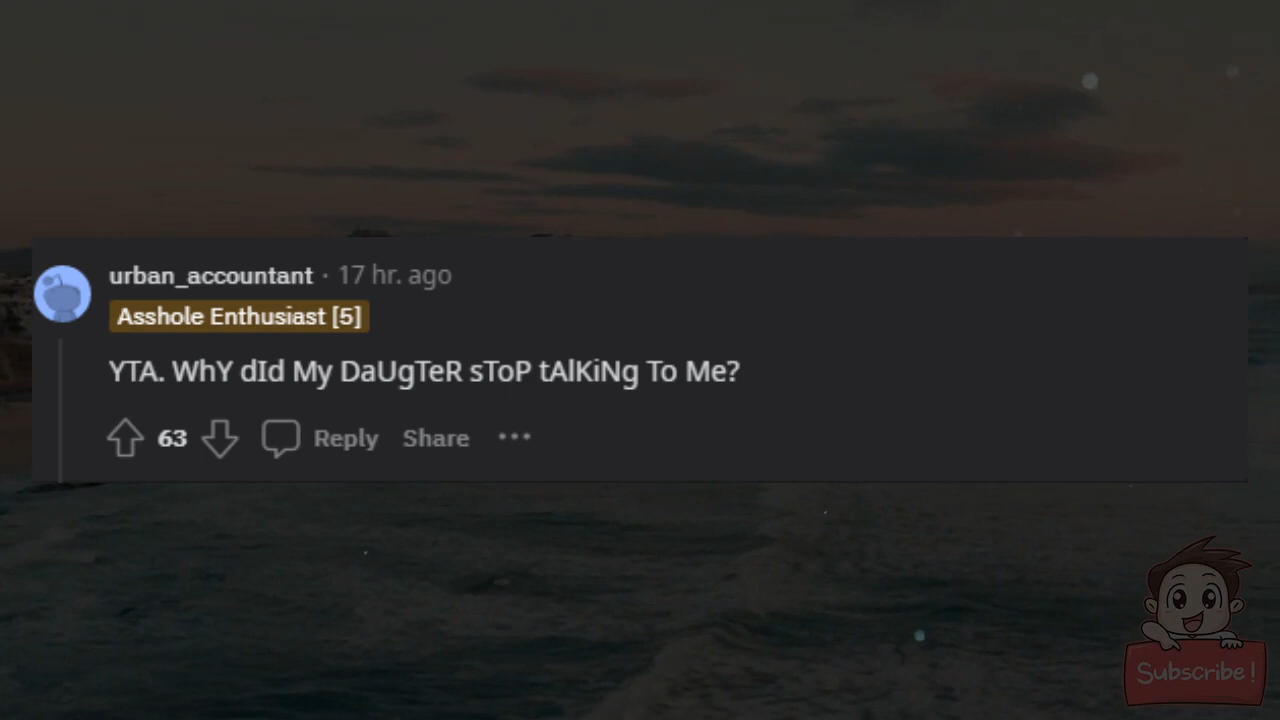 urban_accountant · 17 hr. ago
Asshole Enthusiast [5]
YTA. WhY dId My DaUgTeR sToP tAlKiNg To Me?
63 Reply Share ···
Subscribe!